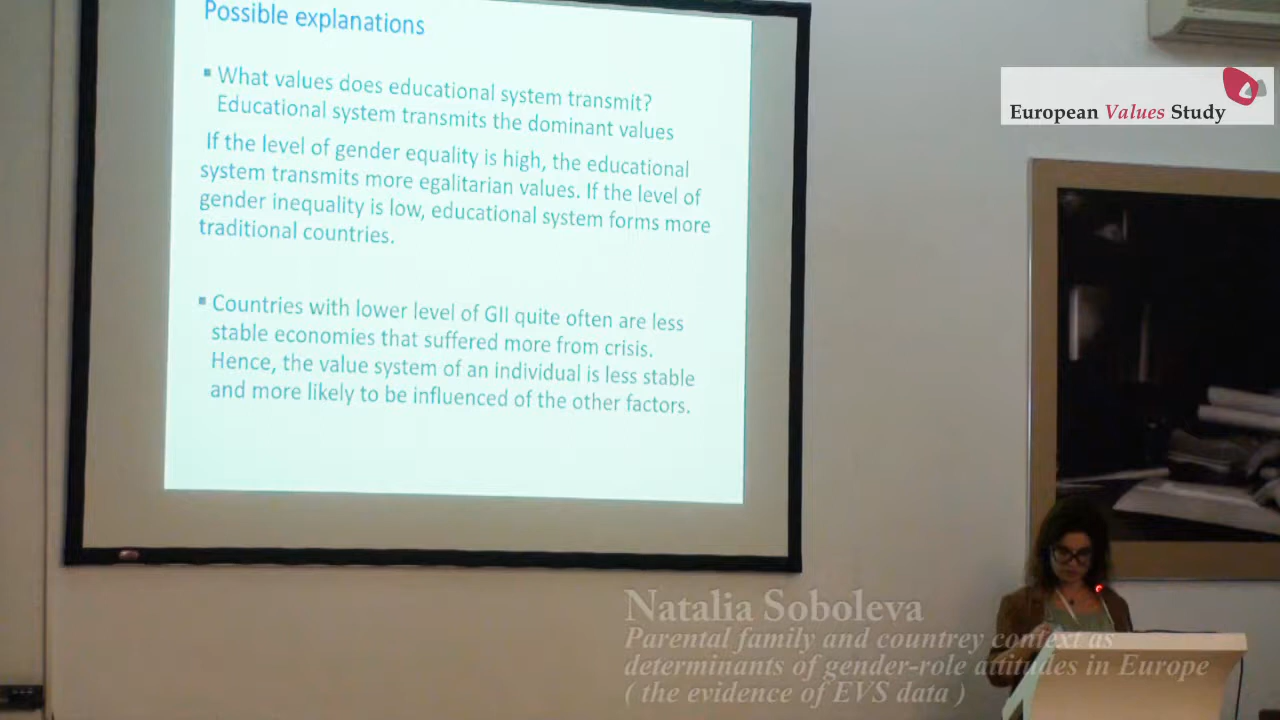 Possible explanations
What values does educational system transmit?
Educational system transmits the dominant values
If the level of gender equality is high, the educational
system transmits more egalitarian values. If the level of
gender inequality is low, educational system forms more
traditional countries.
Countries with lower level of GII quite often are less
stable economies that suffered more from crisis.
Hence, the value system of an individual is less stable
and more likely to be influenced of the other factors.
European Values Study
Natalia Soboleva
Parental family and countrey context as
determinants of gender-role attitudes in Europe
( the evidence of EVS data )